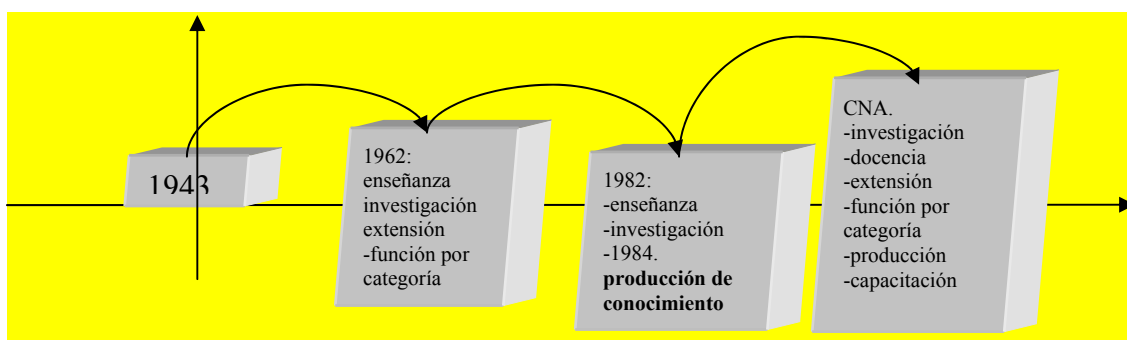 1943
1962:
enseñanza
investigación
extensión
-función por
categoría
1982:
-enseñanza
-investigación
-1984.
producción de
conocimiento
CNA.
-investigación
-docencia
-extensión
-función por
categoría
-producción
-capacitación